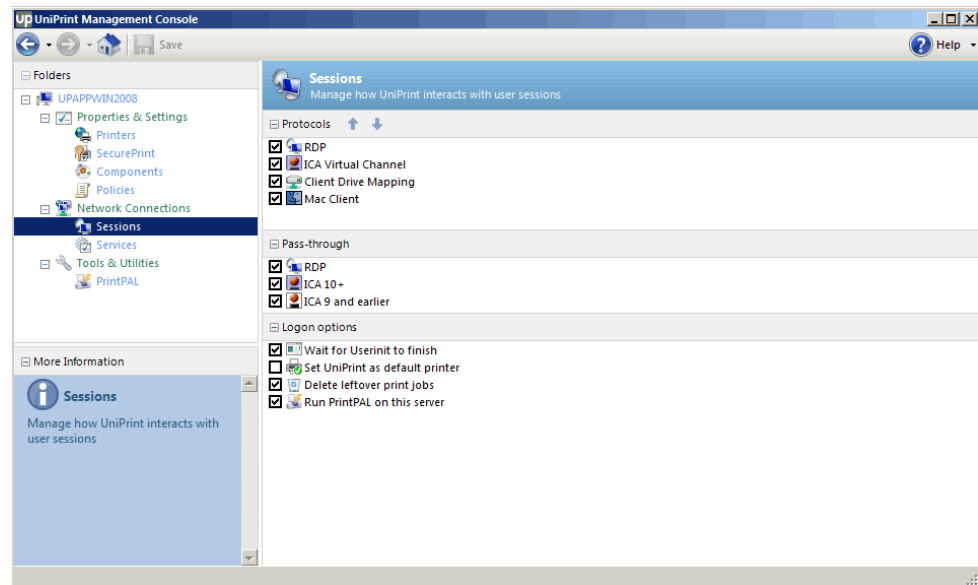 up UniPrint Management Console
Save
Help
Folders
UPAPPWIN2008
Properties & Settings
Printers
SecurePrint
Components
Policies
Network Connections
Sessions
Services
Tools & Utilities
PrintPAL
More Information
Sessions
Manage how UniPrint interacts with
user sessions
Sessions
Manage how UniPrint interacts with user sessions
Protocols
RDP
ICA Virtual Channel
Client Drive Mapping
Mac Client
Pass-through
RDP
ICA 10+
ICA 9 and earlier
Logon options
Wait for Userinit to finish
Set UniPrint as default printer
Delete leftover print jobs
Run PrintPAL on this server